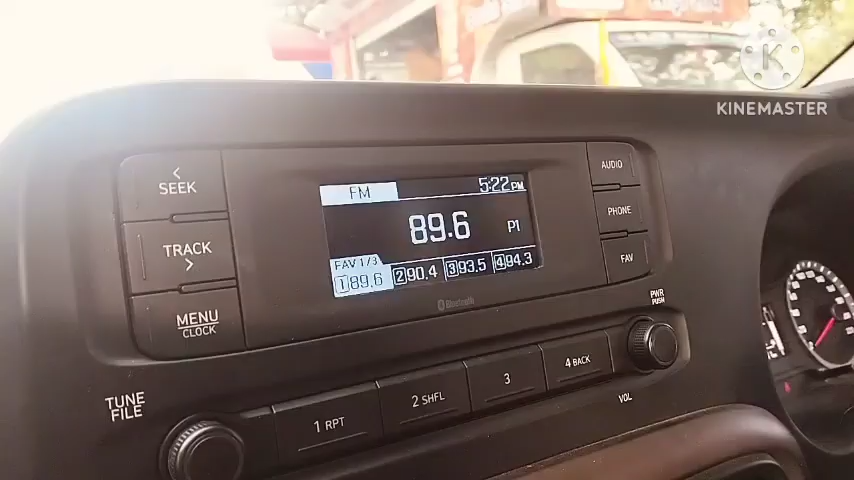 KINEMASTER
< SEEK
TRACK >
MENU
CLOCK
FM
5:22PM
89.6
P1
FAV 1/3
1 89.6
2 90.4
3 93.5
4 94.3
Bluetooth
AUDIO
PHONE
FAV
PWR
PUSH
TUNE
FILE
1 RPT
2 SHFL
3
4 BACK
VOL